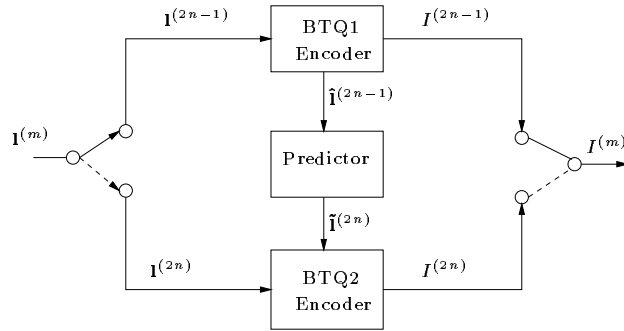 l^(2n−1)
BTQ1
Encoder
I^(2n−1)
l̂^(2n−1)
l^(m)
Predictor
I^(m)
l̃^(2n)
l^(2n)
BTQ2
Encoder
I^(2n)